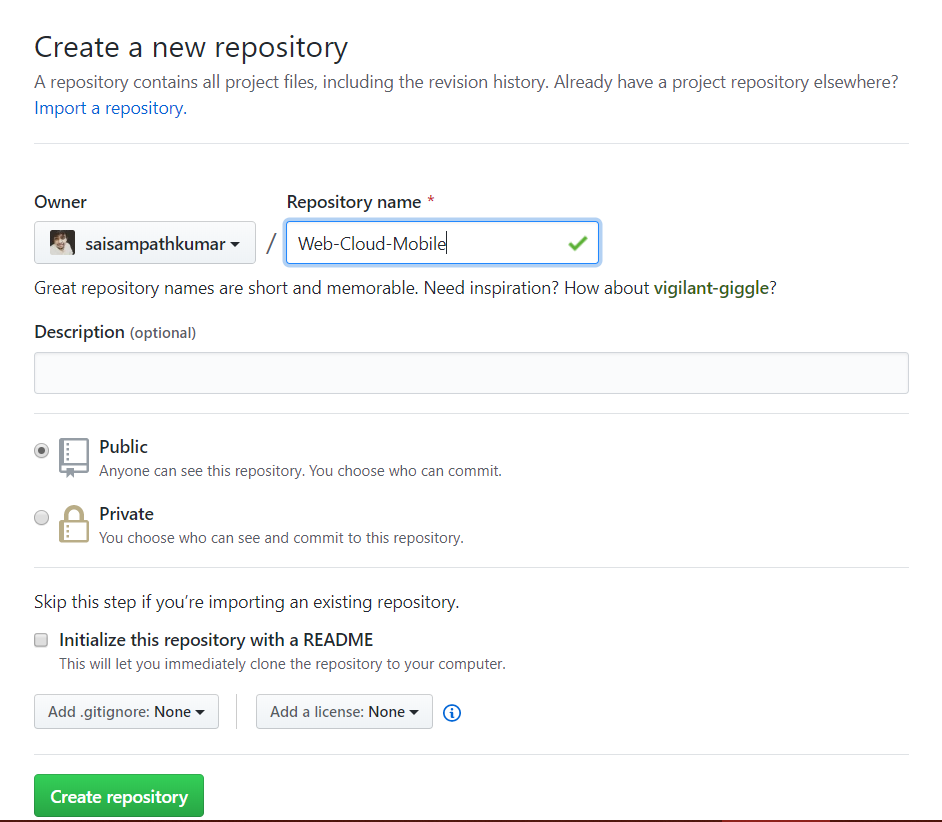 Create a new repository
A repository contains all project files, including the revision history. Already have a project repository elsewhere?
Import a repository.
Owner
Repository name *
saisampathkumar / Web-Cloud-Mobile
Great repository names are short and memorable. Need inspiration? How about vigilant-giggle?
Description (optional)
Public
Anyone can see this repository. You choose who can commit.
Private
You choose who can see and commit to this repository.
Skip this step if you’re importing an existing repository.
Initialize this repository with a README
This will let you immediately clone the repository to your computer.
Add .gitignore: None
Add a license: None
Create repository